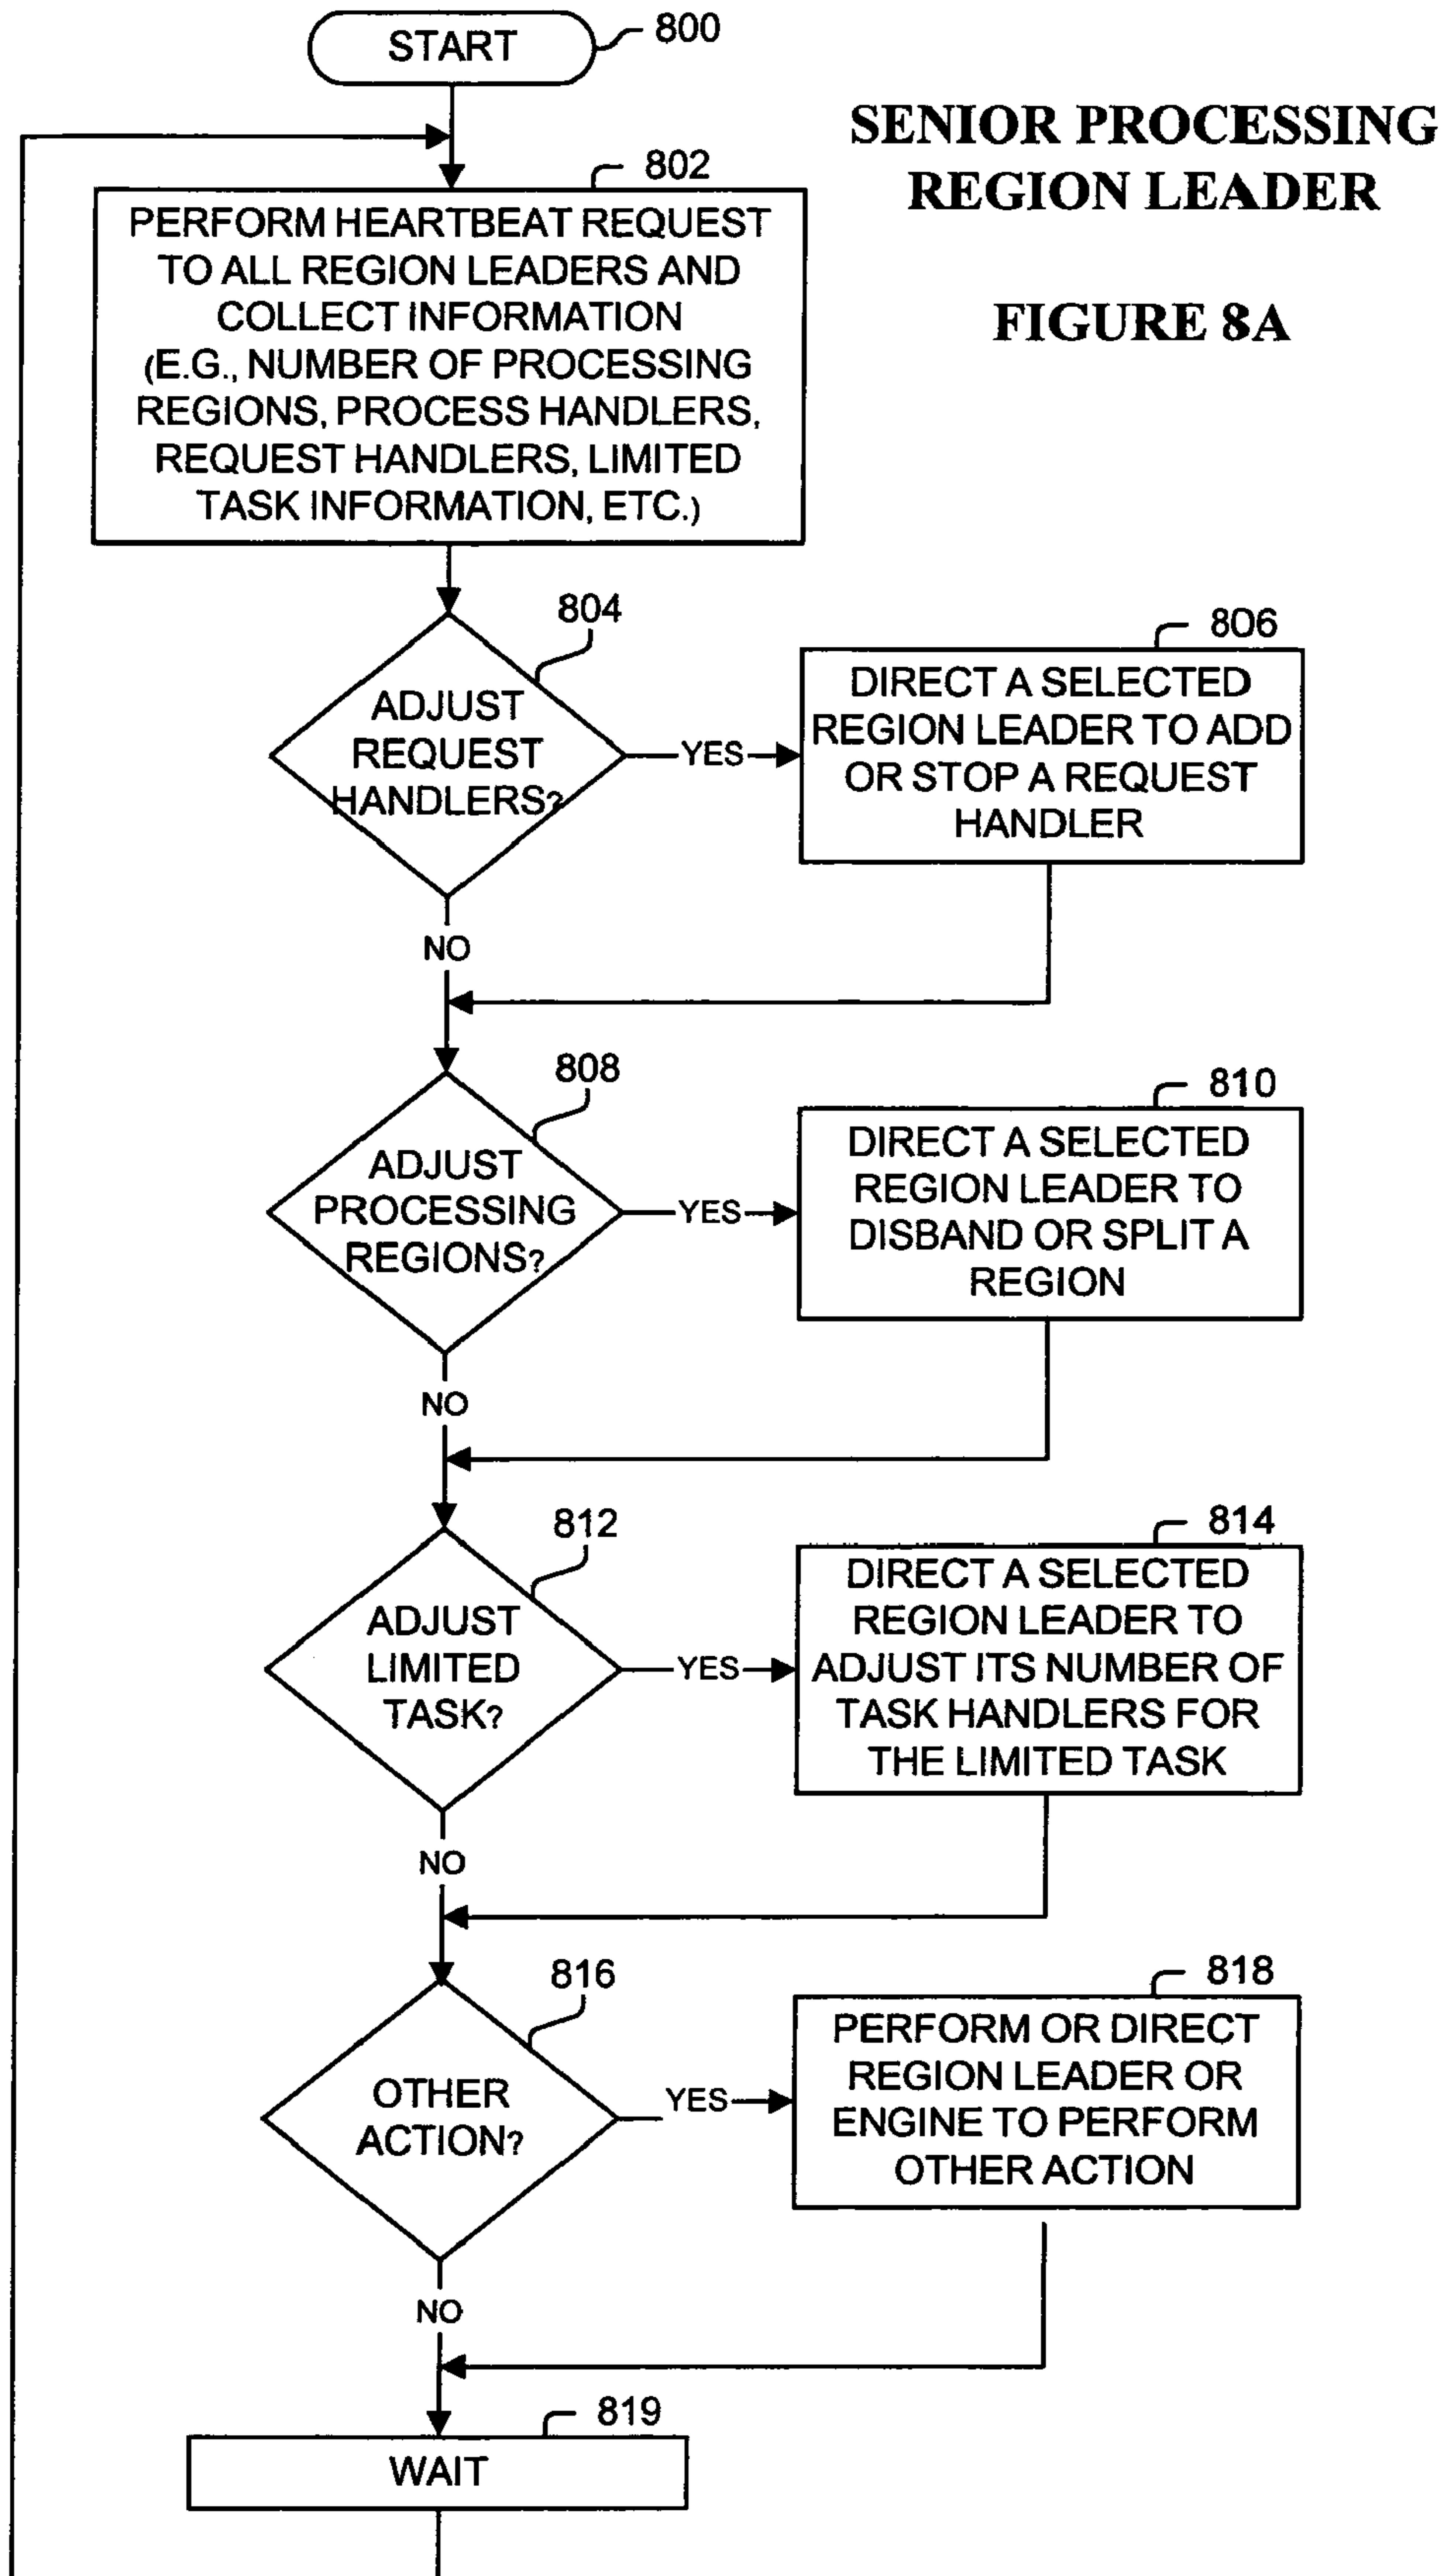 START
800
SENIOR PROCESSING
REGION LEADER
FIGURE 8A
802
PERFORM HEARTBEAT REQUEST
TO ALL REGION LEADERS AND
COLLECT INFORMATION
(E.G., NUMBER OF PROCESSING
REGIONS, PROCESS HANDLERS,
REQUEST HANDLERS, LIMITED
TASK INFORMATION, ETC.)
804
ADJUST
REQUEST
HANDLERS?
YES
806
DIRECT A SELECTED
REGION LEADER TO ADD
OR STOP A REQUEST
HANDLER
NO
808
ADJUST
PROCESSING
REGIONS?
YES
810
DIRECT A SELECTED
REGION LEADER TO
DISBAND OR SPLIT A
REGION
NO
812
ADJUST
LIMITED
TASK?
YES
814
DIRECT A SELECTED
REGION LEADER TO
ADJUST ITS NUMBER OF
TASK HANDLERS FOR
THE LIMITED TASK
NO
816
OTHER
ACTION?
YES
818
PERFORM OR DIRECT
REGION LEADER OR
ENGINE TO PERFORM
OTHER ACTION
NO
819
WAIT